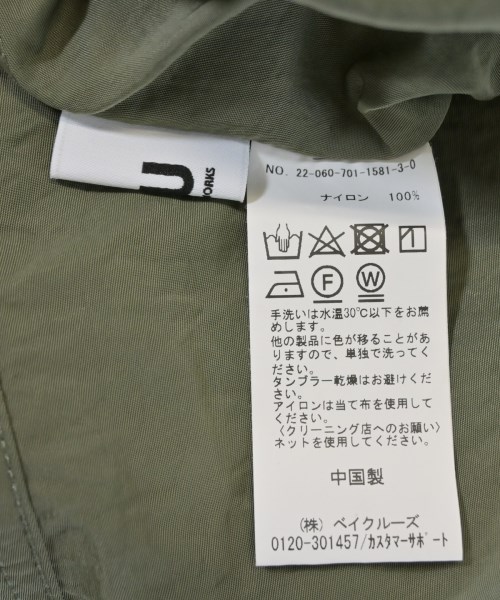 U
WORKS
NO. 22-060-701-1581-3-0
ナイロン 100%
F W
手洗いは水温30℃以下をお薦
めします。
他の製品に色が移ることがあ
りますので、単独で洗ってく
ださい。
タンブラー乾燥はお避けくだ
さい。
アイロンは当て布を使用して
ください。
〈クリーニング店へのお願い〉
ネットを使用してください。
中国製
(株) ベイクルーズ
0120-301457/カスタマーサポート